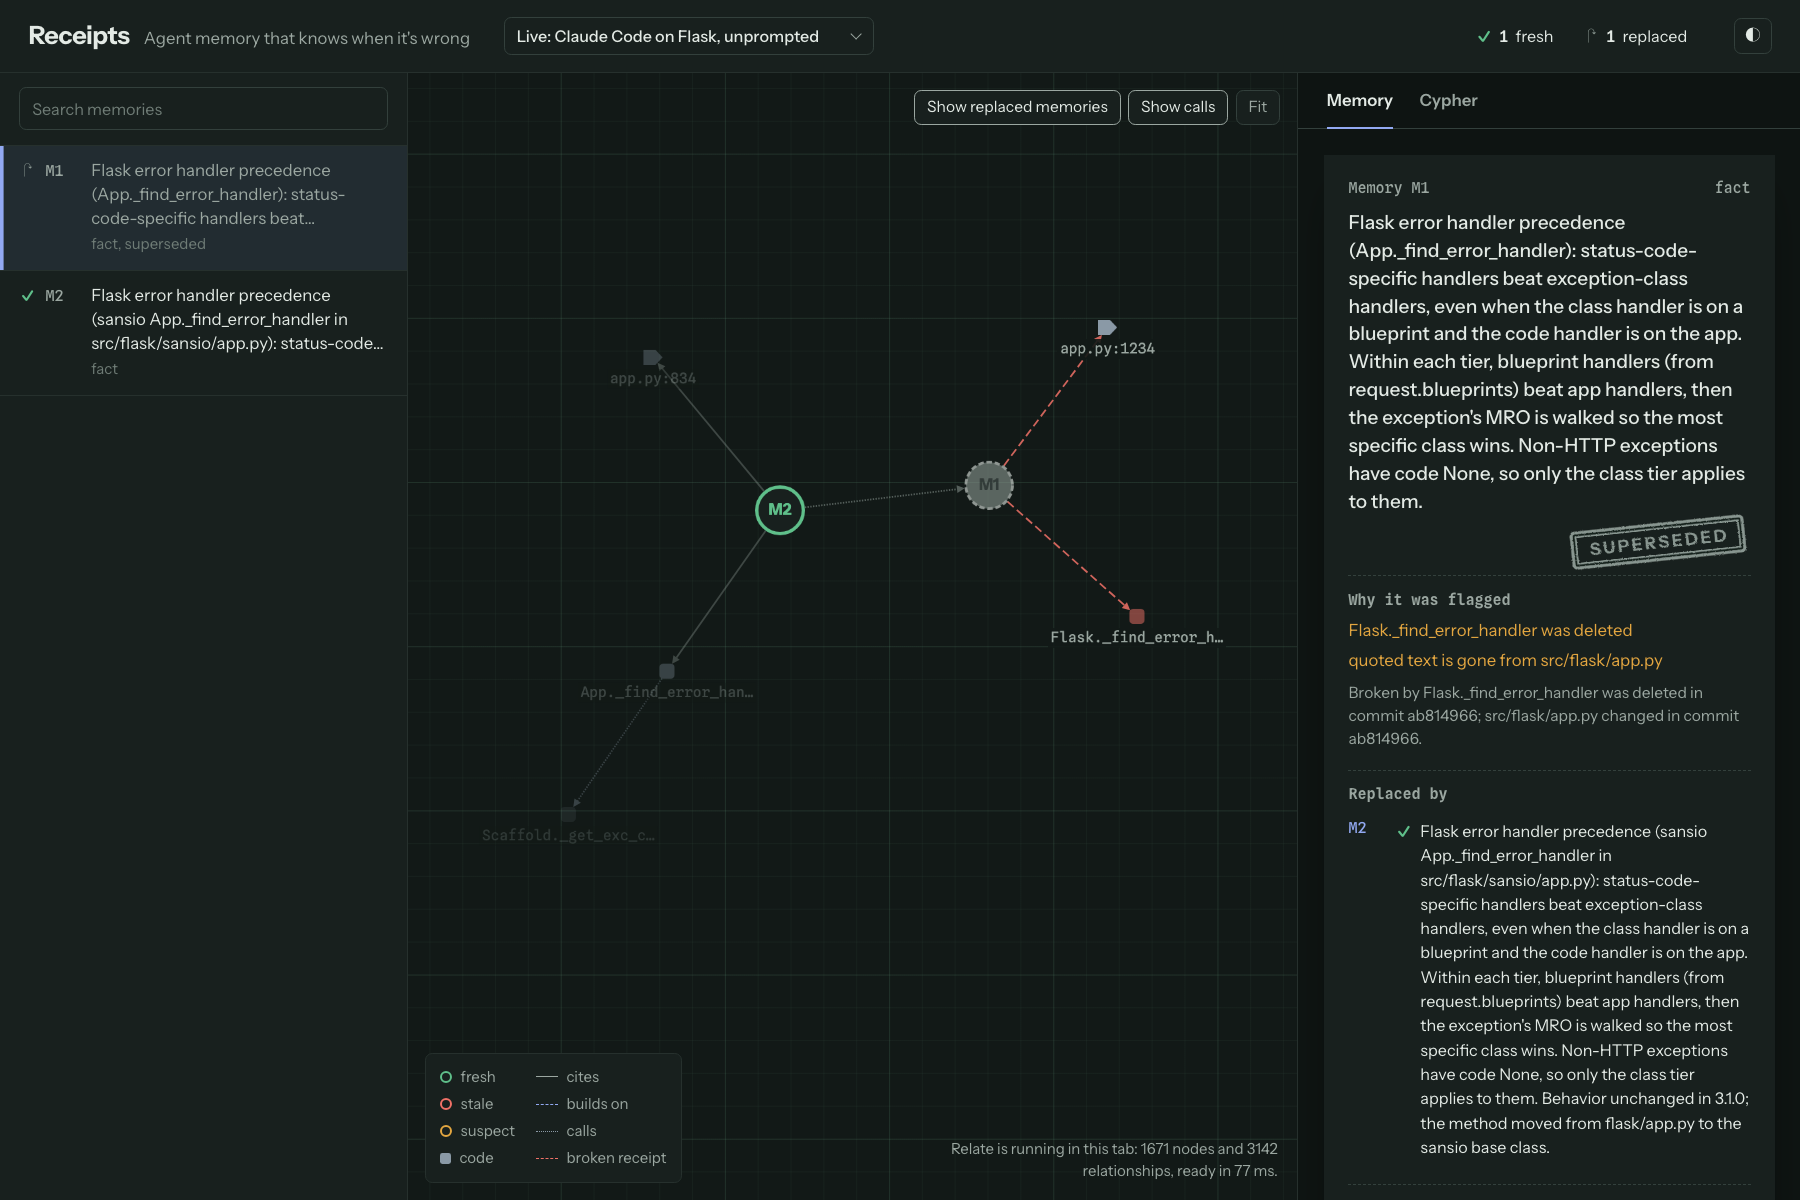 Receipts
Agent memory that knows when it's wrong
Live: Claude Code on Flask, unprompted
1 fresh
1 replaced
Search memories
M1
Flask error handler precedence
(App._find_error_handler): status-
code-specific handlers beat…
fact, superseded
M2
Flask error handler precedence
(sansio App._find_error_handler in
src/flask/sansio/app.py): status-code…
fact
Show replaced memories
Show calls
Fit
app.py:1234
app.py:834
M1
M2
Flask._find_error_h…
App._find_error_han…
Scaffold._get_exc_c…
fresh
cites
stale
builds on
suspect
calls
code
broken receipt
Relate is running in this tab: 1671 nodes and 3142
relationships, ready in 77 ms.
Memory
Cypher
Memory M1
fact
Flask error handler precedence
(App._find_error_handler): status-code-
specific handlers beat exception-class
handlers, even when the class handler is on a
blueprint and the code handler is on the app.
Within each tier, blueprint handlers (from
request.blueprints) beat app handlers, then
the exception's MRO is walked so the most
specific class wins. Non-HTTP exceptions
have code None, so only the class tier applies
to them.
SUPERSEDED
Why it was flagged
Flask._find_error_handler was deleted
quoted text is gone from src/flask/app.py
Broken by Flask._find_error_handler was deleted in
commit ab814966; src/flask/app.py changed in commit
ab814966.
Replaced by
M2
Flask error handler precedence (sansio
App._find_error_handler in
src/flask/sansio/app.py): status-code-
specific handlers beat exception-class
handlers, even when the class handler is on a
blueprint and the code handler is on the app.
Within each tier, blueprint handlers (from
request.blueprints) beat app handlers, then
the exception's MRO is walked so the most
specific class wins. Non-HTTP exceptions
have code None, so only the class tier
applies to them. Behavior unchanged in 3.1.0;
the method moved from flask/app.py to the
sansio base class.